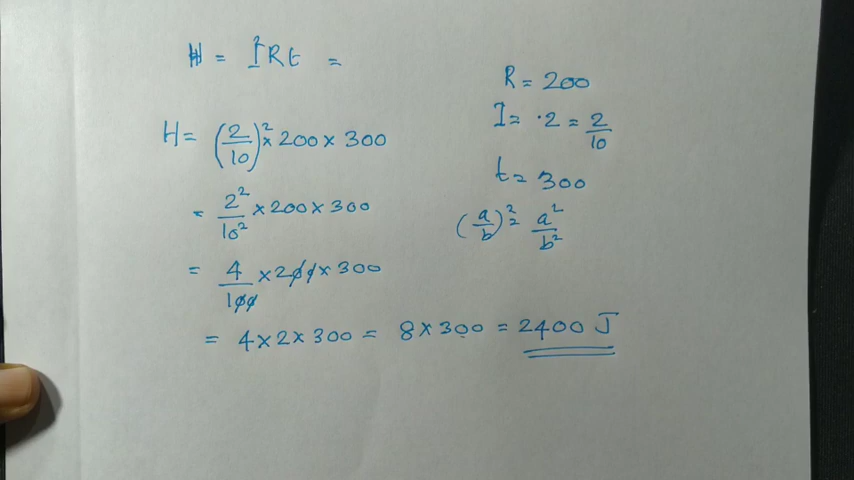 H = I²Rt =
H = (2/10)² × 200 × 300
= 2²/10² × 200 × 300
= 4/100 × 200 × 300
= 4×2×300 = 8×300 = 2400 J
R = 200
I = ·2 = 2/10
t = 300
(a/b)² = a²/b²